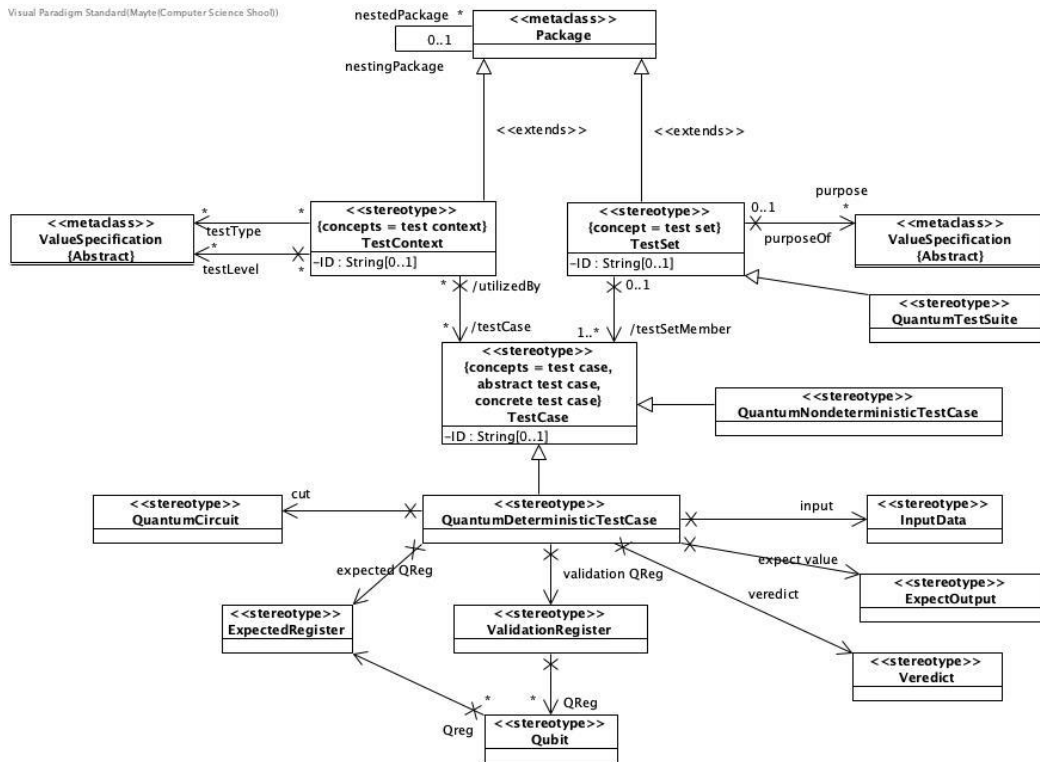 Visual Paradigm Standard(Mayte(Computer Science Shool))
nestedPackage *
0..1
nestingPackage
<<metaclass>>
Package
<<extends>>
<<extends>>
<<metaclass>>
ValueSpecification
{Abstract}
*
*
testType
*
testLevel
*
<<stereotype>>
{concepts = test context}
TestContext
-ID : String[0..1]
<<stereotype>>
{concept = test set}
TestSet
-ID : String[0..1]
purpose
0..1
*
purposeOf
<<metaclass>>
ValueSpecification
{Abstract}
<<stereotype>>
QuantumTestSuite
* /utilizedBy
0..1
* /testCase
1..* /testSetMember
<<stereotype>>
{concepts = test case,
abstract test case,
concrete test case}
TestCase
-ID : String[0..1]
<<stereotype>>
QuantumNondeterministicTestCase
<<stereotype>>
QuantumCircuit
cut
<<stereotype>>
QuantumDeterministicTestCase
input
<<stereotype>>
InputData
expected QReg
validation QReg
expect value
veredict
<<stereotype>>
ExpectOutput
<<stereotype>>
ExpectedRegister
<<stereotype>>
ValidationRegister
<<stereotype>>
Veredict
*
*
QReg
Qreg
<<stereotype>>
Qubit